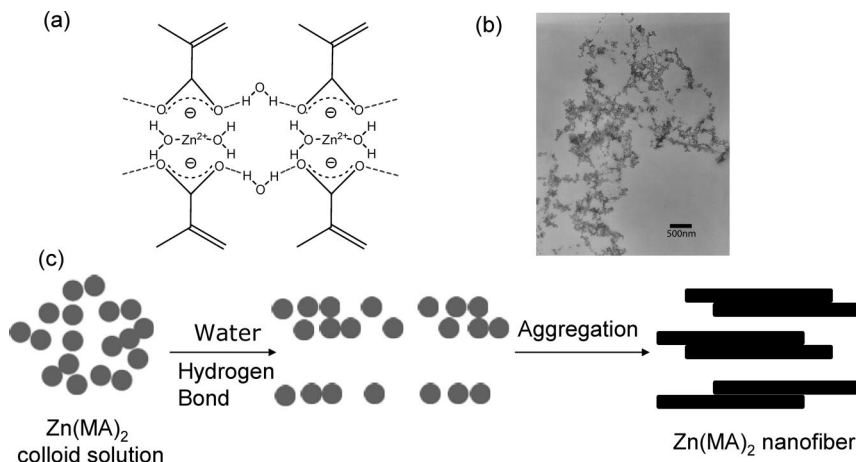 (a)
(b)
O O H O H O O
⊖ ⊖
H H H H
O Zn2+ O O Zn2+ O
H H H H
⊖ ⊖
O O H O H O O
500nm
(c)
Water
Hydrogen
Bond
Aggregation
Zn(MA)2
colloid solution
Zn(MA)2 nanofiber